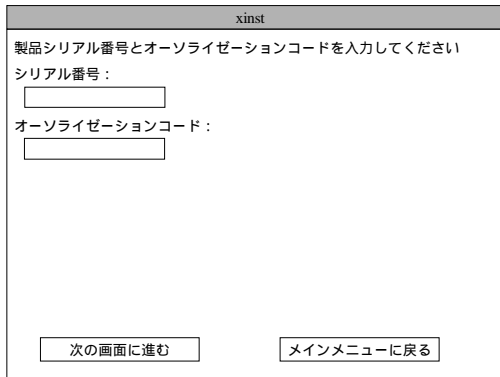 xinst
製品シリアル番号とオーソライゼーションコードを入力してください
シリアル番号：
オーソライゼーションコード：
次の画面に進む
メインメニューに戻る